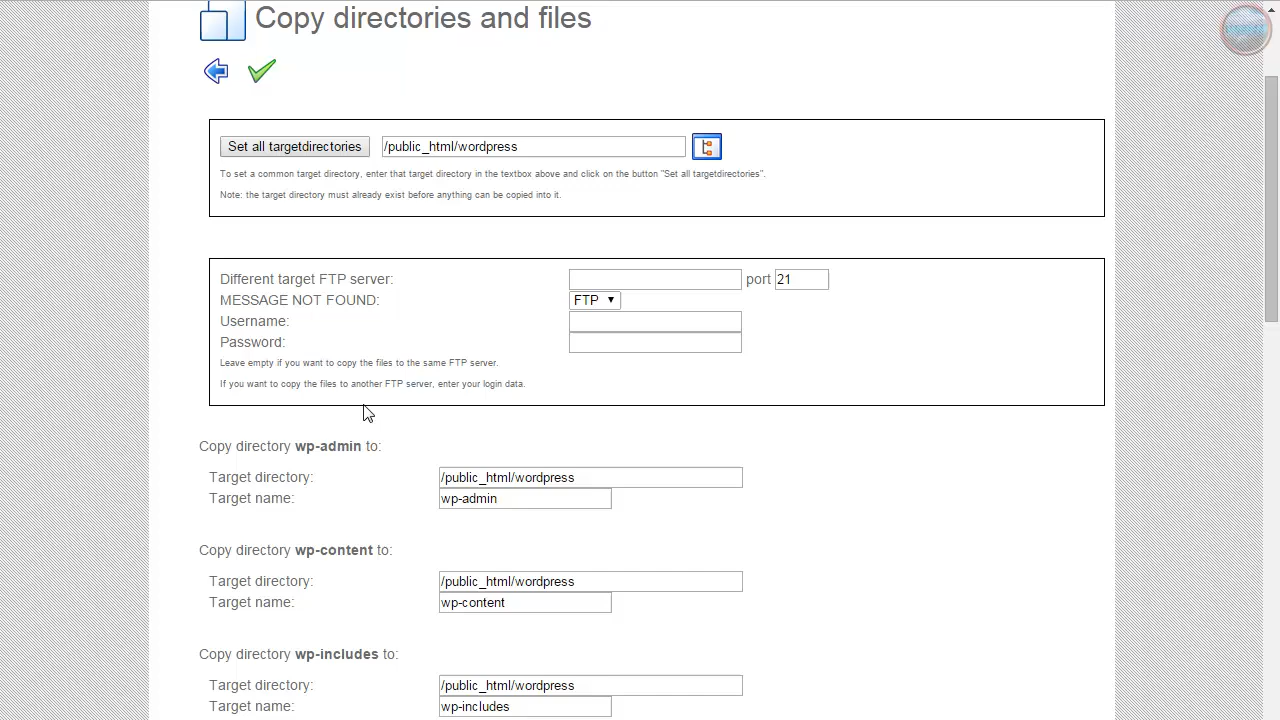 Copy directories and files
Set all targetdirectories /public_html/wordpress
To set a common target directory, enter that target directory in the textbox above and click on the button "Set all targetdirectories".
Note: the target directory must already exist before anything can be copied into it.
Different target FTP server: port 21
MESSAGE NOT FOUND: FTP
Username:
Password:
Leave empty if you want to copy the files to the same FTP server.
If you want to copy the files to another FTP server, enter your login data.
Copy directory wp-admin to:
Target directory: /public_html/wordpress
Target name: wp-admin
Copy directory wp-content to:
Target directory: /public_html/wordpress
Target name: wp-content
Copy directory wp-includes to:
Target directory: /public_html/wordpress
Target name: wp-includes